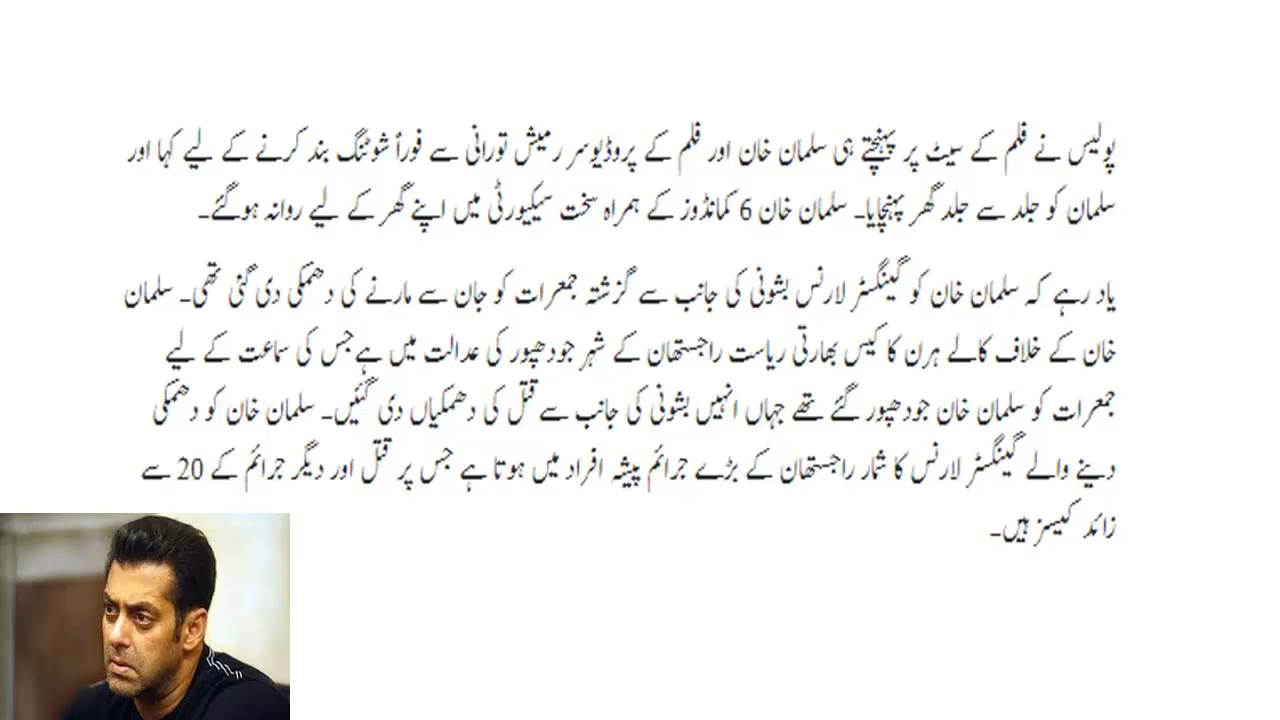 پولیس نے فلم کے سیٹ پر پہنچتے ہی سلمان خان اور فلم کے پروڈیوسر رمیش تورانی سے فوراً شوٹنگ بند کرنے کے لیے کہا اور
سلمان کو جلد سے جلد گھر پہنچایا۔ سلمان خان 6 کمانڈوز کے ہمراہ سخت سیکیورٹی میں اپنے گھر کے لیے روانہ ہوگئے۔
یاد رہے کہ سلمان خان کو گینگسٹر لارنس بشونی کی جانب سے گزشتہ جمعرات کو جان سے مارنے کی دھمکی دی گئی تھی۔ سلمان
خان کے خلاف کالے ہرن کا کیس بھارتی ریاست راجستھان کے شہر جودھپور کی عدالت میں ہے جس کی سماعت کے لیے
جمعرات کو سلمان خان جودھپور گئے تھے جہاں انہیں بشونی کی جانب سے قتل کی دھمکیاں دی گئیں۔ سلمان خان کو دھمکی
دینے والے گینگسٹر لارنس کا شمار راجستھان کے بڑے جرائم پیشہ افراد میں ہوتا ہے جس پر قتل اور دیگر جرائم کے 20 سے
زائد کیسز ہیں۔